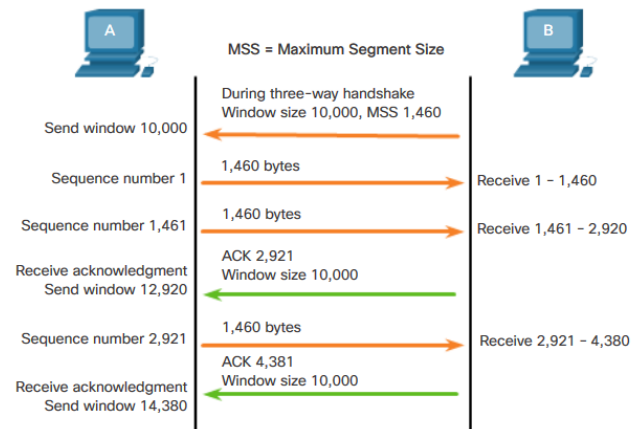 A
B
MSS = Maximum Segment Size
During three-way handshake
Window size 10,000, MSS 1,460
Send window 10,000
1,460 bytes
Sequence number 1
Receive 1 - 1,460
1,460 bytes
Sequence number 1,461
Receive 1,461 - 2,920
ACK 2,921
Window size 10,000
Receive acknowledgment
Send window 12,920
1,460 bytes
Sequence number 2,921
Receive 2,921 - 4,380
ACK 4,381
Window size 10,000
Receive acknowledgment
Send window 14,380